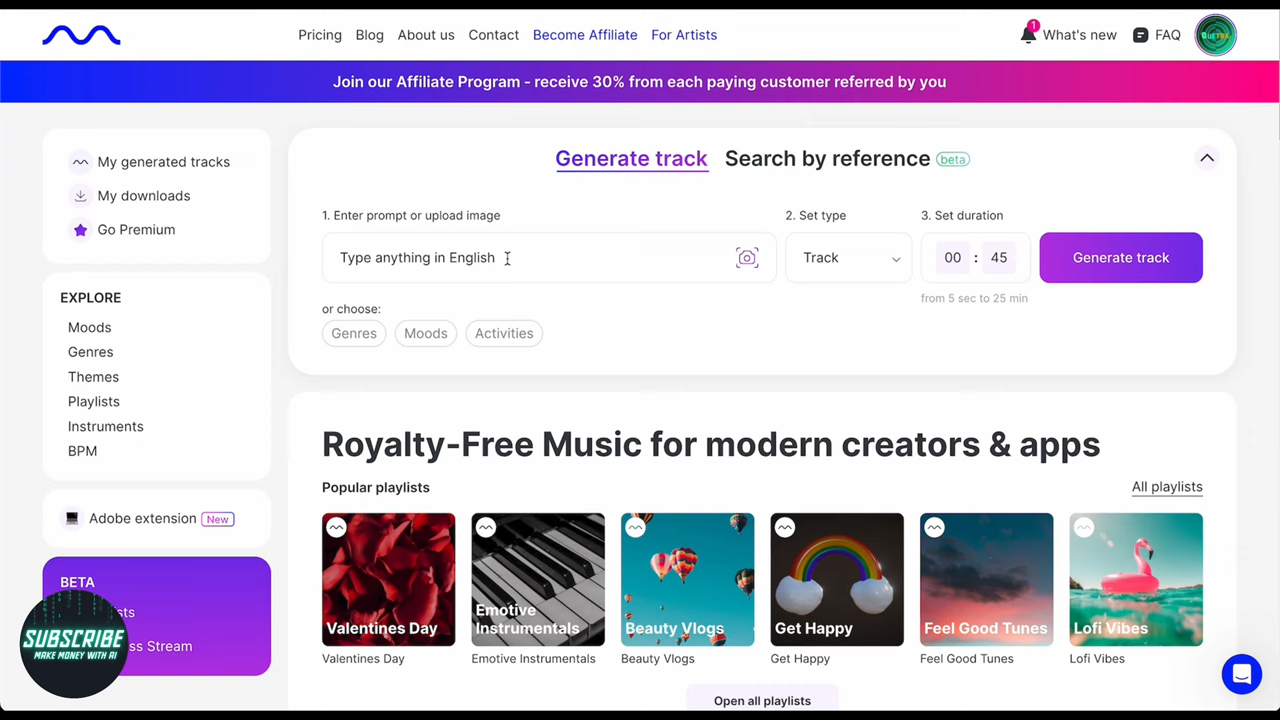 Pricing
Blog
About us
Contact
Become Affiliate
For Artists
1
What's new
FAQ
QUETRA
Join our Affiliate Program - receive 30% from each paying customer referred by you
My generated tracks
My downloads
Go Premium
EXPLORE
Moods
Genres
Themes
Playlists
Instruments
BPM
Adobe extension New
BETA
ss Stream
SUBSCRIBE
MAKE MONEY WITH AI
Generate track
Search by reference beta
1. Enter prompt or upload image
Type anything in English
2. Set type
Track
3. Set duration
00 : 45
from 5 sec to 25 min
Generate track
or choose:
Genres
Moods
Activities
Royalty-Free Music for modern creators & apps
Popular playlists
All playlists
Valentines Day
Valentines Day
Emotive
Instrumentals
Emotive Instrumentals
Beauty Vlogs
Beauty Vlogs
Get Happy
Get Happy
Feel Good Tunes
Feel Good Tunes
Lofi Vibes
Lofi Vibes
Open all playlists